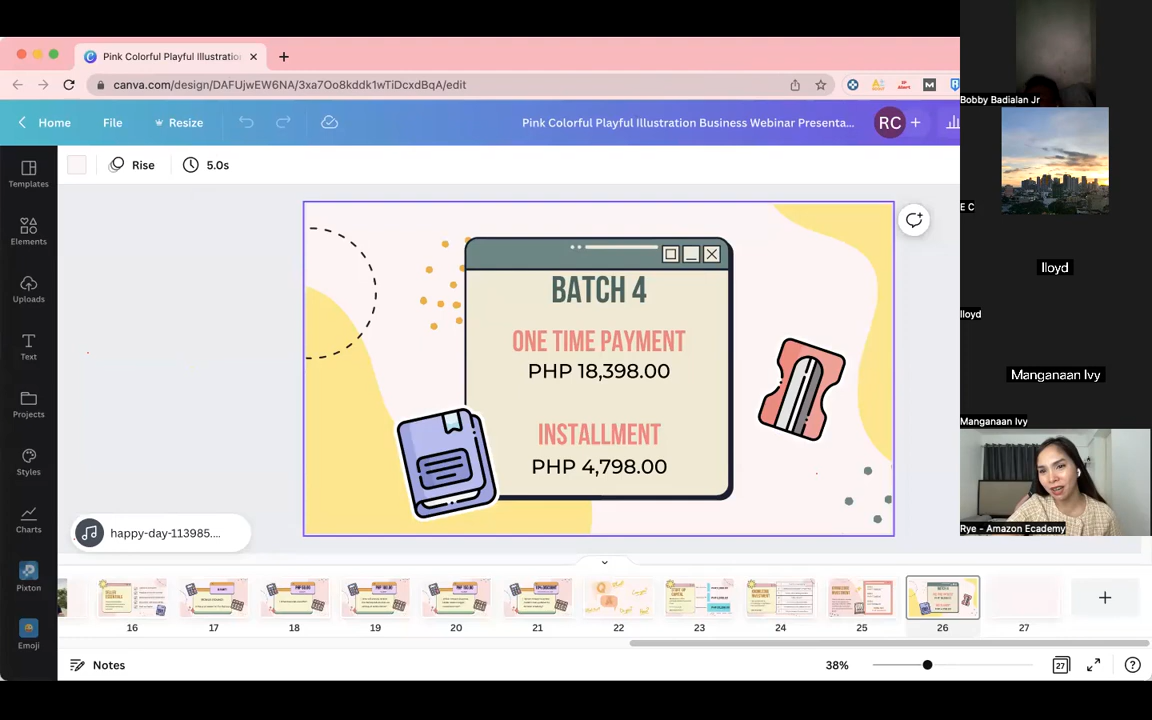 Pink Colorful Playful Illustratio
canva.com/design/DAFUjwEW6NA/3xa7Oo8kddk1wTiDcxdBqA/edit
Home
File
Resize
Pink Colorful Playful Illustration Business Webinar Presenta...
RC
Templates
Elements
Uploads
Text
Projects
Styles
Charts
Pixton
Emoji
Rise
5.0s
BATCH 4
ONE TIME PAYMENT
PHP 18,398.00
INSTALLMENT
PHP 4,798.00
happy-day-113985....
16
17
18
19
20
21
22
23
24
25
26
27
Notes
38%
27
Bobby Badialan Jr
E C
lloyd
lloyd
Manganaan Ivy
Manganaan Ivy
Rye - Amazon Ecademy